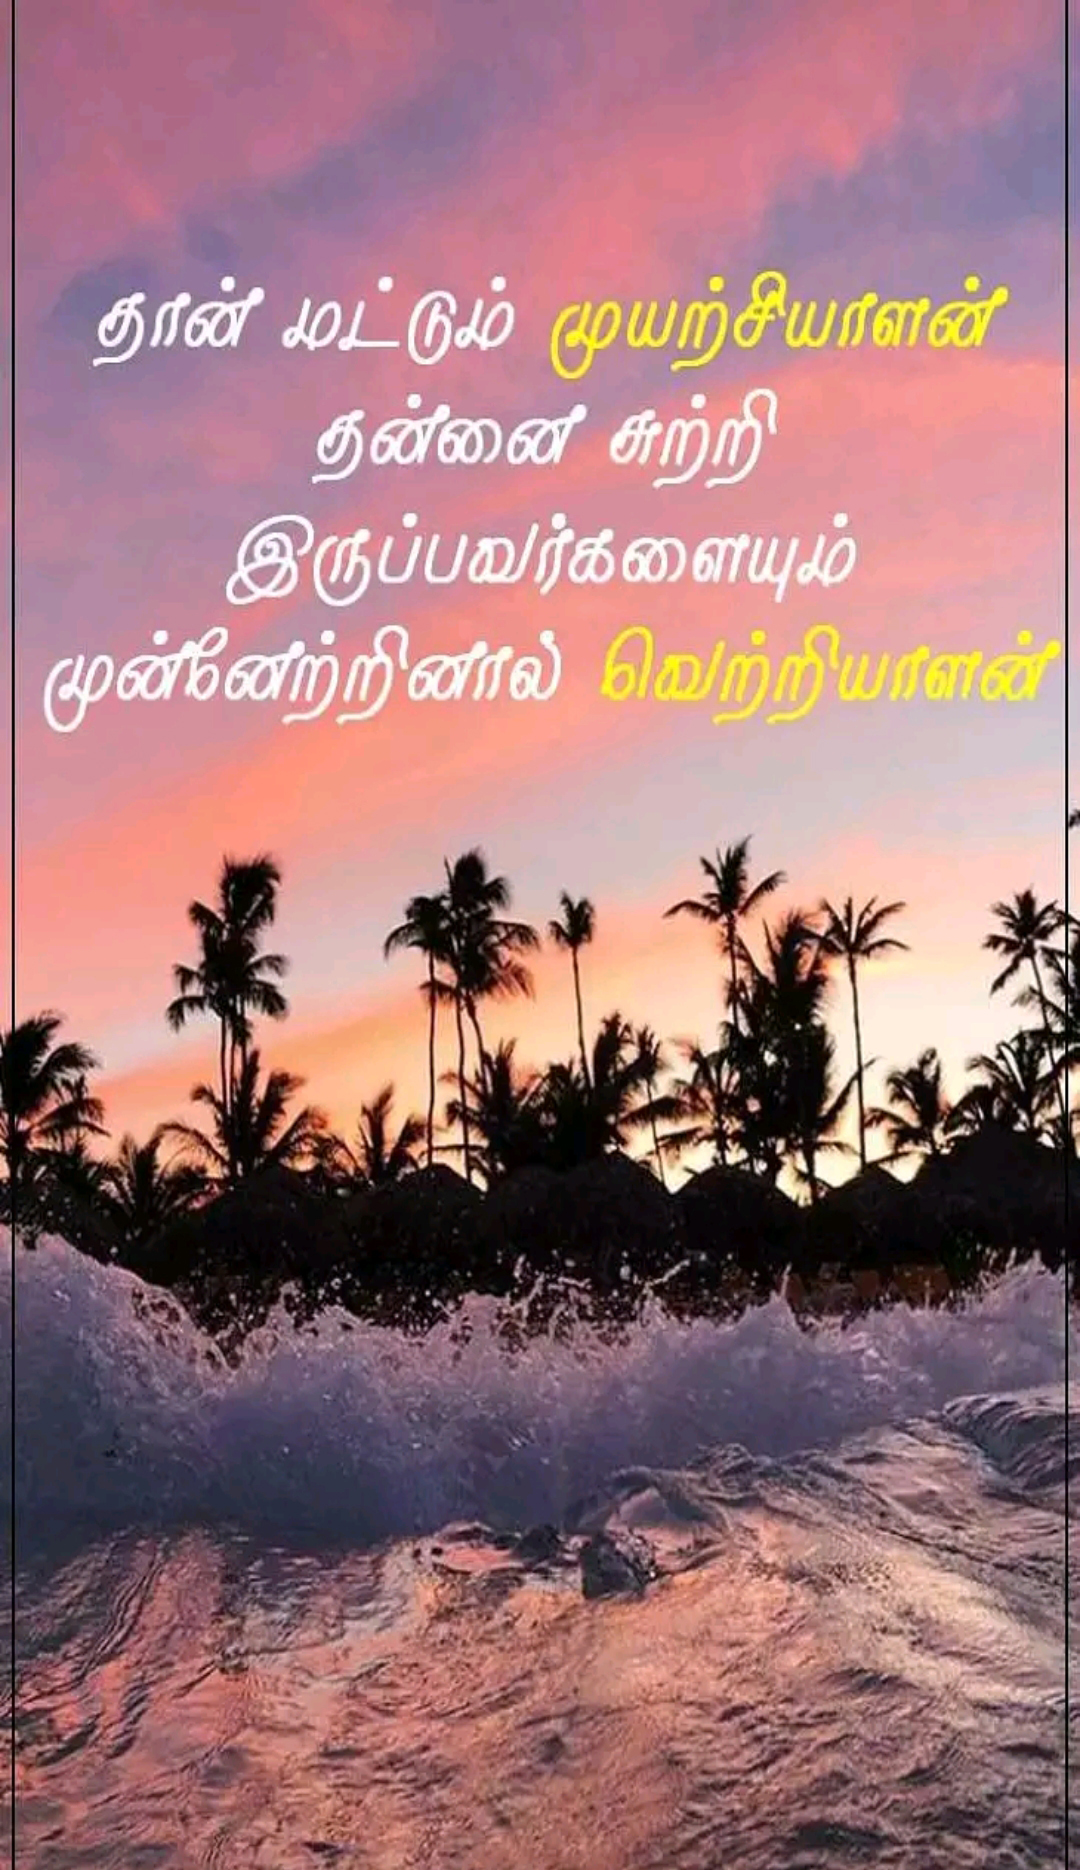 தான் மட்டும் முயற்சியாளன்
தன்னை சுற்றி
இருப்பவர்களையும்
முன்னேற்றினால் வெற்றியாளன்